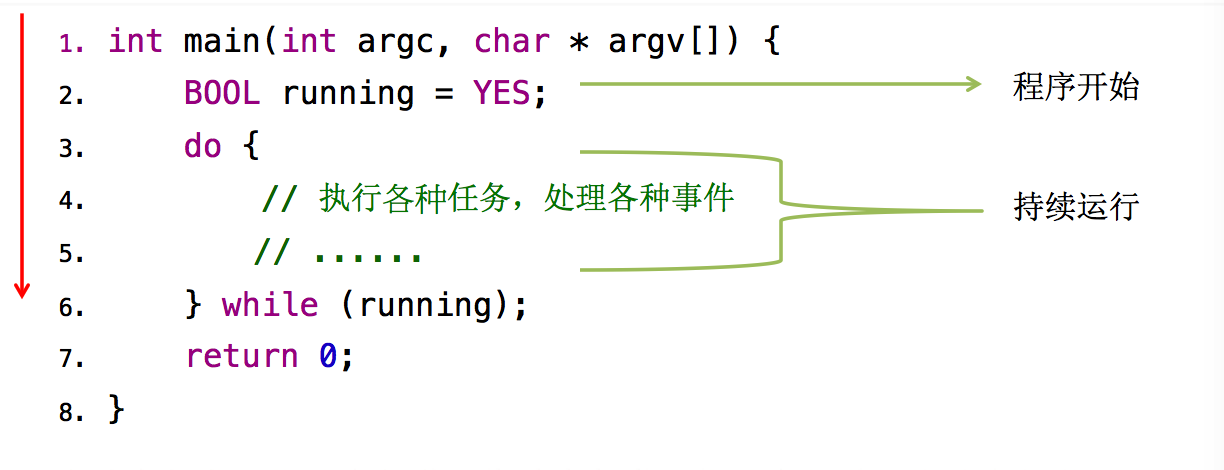 1. int main(int argc, char * argv[]) {
2. BOOL running = YES;
程序开始
3. do {
4. // 执行各种任务，处理各种事件
持续运行
5. // ......
6. } while (running);
7. return 0;
8. }